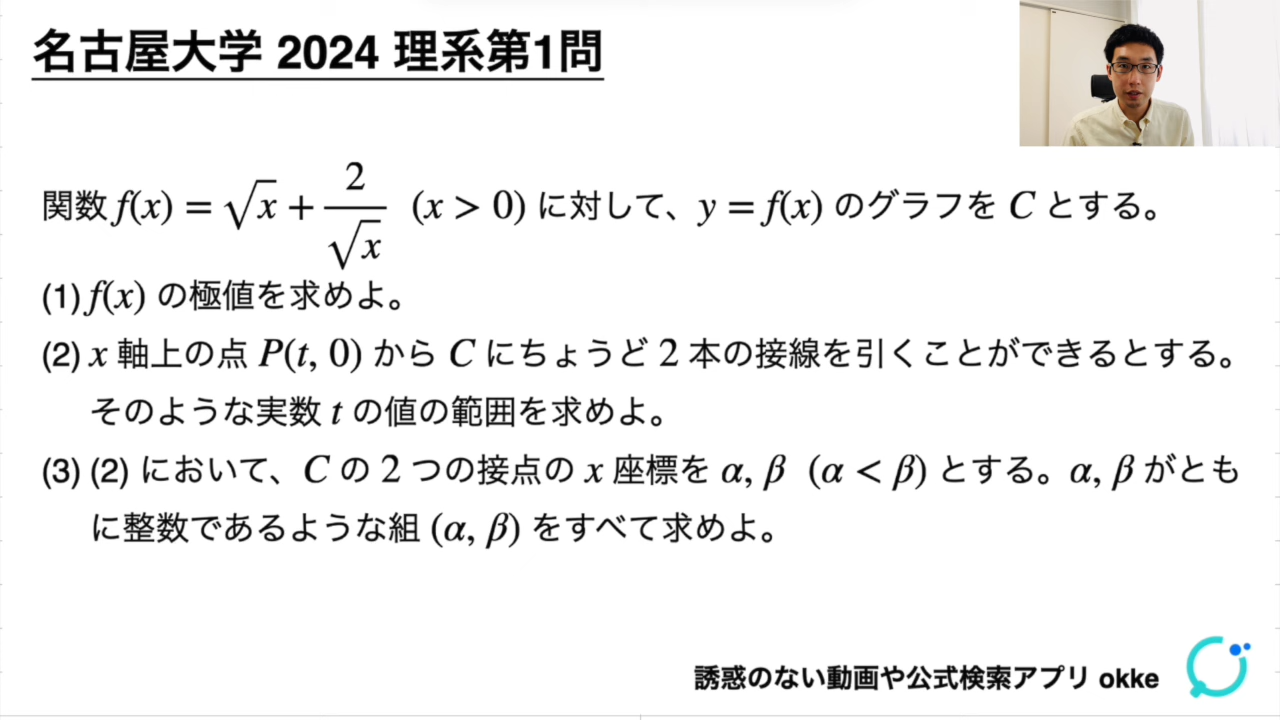 名古屋大学 2024 理系第1問
関数 f(x) = √x + 2/√x (x > 0) に対して、y = f(x) のグラフを C とする。
(1) f(x) の極値を求めよ。
(2) x 軸上の点 P(t, 0) から C にちょうど 2 本の接線を引くことができるとする。
そのような実数 t の値の範囲を求めよ。
(3) (2) において、C の 2 つの接点の x 座標を α, β (α < β) とする。α, β がとも
に整数であるような組 (α, β) をすべて求めよ。
誘惑のない動画や公式検索アプリ okke